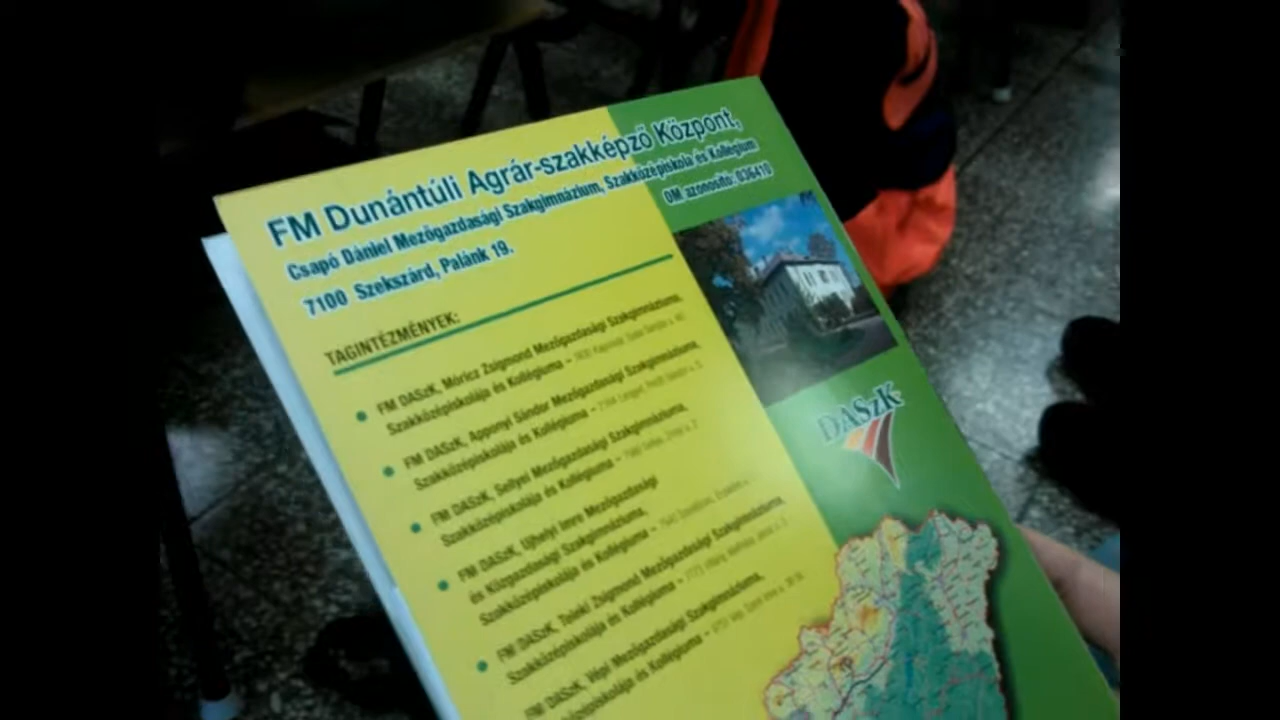 FM Dunántúli Agrár-szakképző Központ,
Csapó Dániel Mezőgazdasági Szakgimnázium, Szakközépiskola és Kollégium
OM azonosító: 036410
7100 Szekszárd, Palánk 19.
TAGINTÉZMÉNYEK:
FM DASzK, Móricz Zsigmond Mezőgazdasági Szakgimnáziuma,
Szakközépiskolája és Kollégiuma –
FM DASzK, Apponyi Sándor Mezőgazdasági Szakgimnáziuma,
Szakközépiskolája és Kollégiuma –
FM DASzK, Sellyei Mezőgazdasági Szakgimnáziuma,
Szakközépiskolája és Kollégiuma –
FM DASzK, Ujhelyi Imre Mezőgazdasági
és Közgazdasági Szakgimnáziuma,
Szakközépiskolája és Kollégiuma –
FM DASzK, Teleki Zsigmond Mezőgazdasági Szakgimnáziuma,
Szakközépiskolája és Kollégiuma –
FM DASzK, Vépi Mezőgazdasági Szakgimnáziuma,
Szakközépiskolája és Kollégiuma –
DASzK